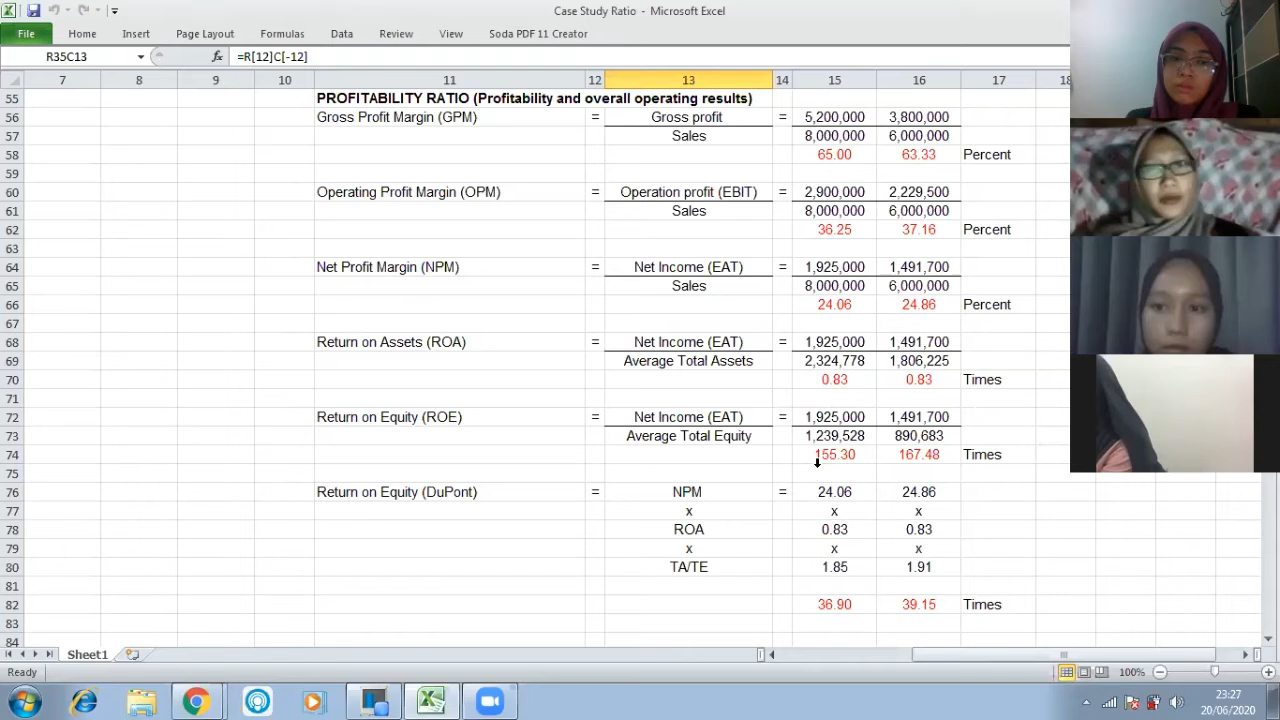 Case Study Ratio - Microsoft Excel
File Home Insert Page Layout Formulas Data Review View Soda PDF 11 Creator
R35C13 fx =R[12]C[-12]
7 8 9 10 11 12 13 14 15 16 17 18
55 PROFITABILITY RATIO (Profitability and overall operating results)
56 Gross Profit Margin (GPM) = Gross profit = 5,200,000 3,800,000
57 Sales 8,000,000 6,000,000
58 65.00 63.33 Percent
59
60 Operating Profit Margin (OPM) = Operation profit (EBIT) = 2,900,000 2,229,500
61 Sales 8,000,000 6,000,000
62 36.25 37.16 Percent
63
64 Net Profit Margin (NPM) = Net Income (EAT) = 1,925,000 1,491,700
65 Sales 8,000,000 6,000,000
66 24.06 24.86 Percent
67
68 Return on Assets (ROA) = Net Income (EAT) = 1,925,000 1,491,700
69 Average Total Assets 2,324,778 1,806,225
70 0.83 0.83 Times
71
72 Return on Equity (ROE) = Net Income (EAT) = 1,925,000 1,491,700
73 Average Total Equity 1,239,528 890,683
74 155.30 167.48 Times
75
76 Return on Equity (DuPont) = NPM = 24.06 24.86
77 x x x
78 ROA 0.83 0.83
79 x x x
80 TA/TE 1.85 1.91
81
82 36.90 39.15 Times
83
84
Sheet1
Ready 100%
23:27
20/06/2020